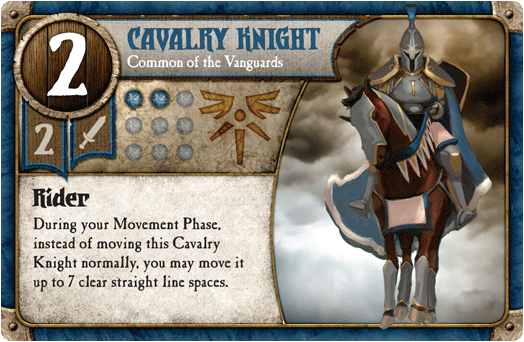 2
CAVALRY KNIGHT
Common of the Vanguards
2
Rider
During your Movement Phase,
instead of moving this Cavalry
Knight normally, you may move it
up to 7 clear straight line spaces.